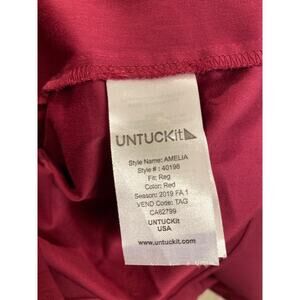 UNTUCKit
Style Name: AMELIA
Style # : 40198
Fit: Reg
Color: Red
Season: 2019 FA 1
VEND Code: TAG
CA62799
UNTUCKit
USA
www.untuckit.com